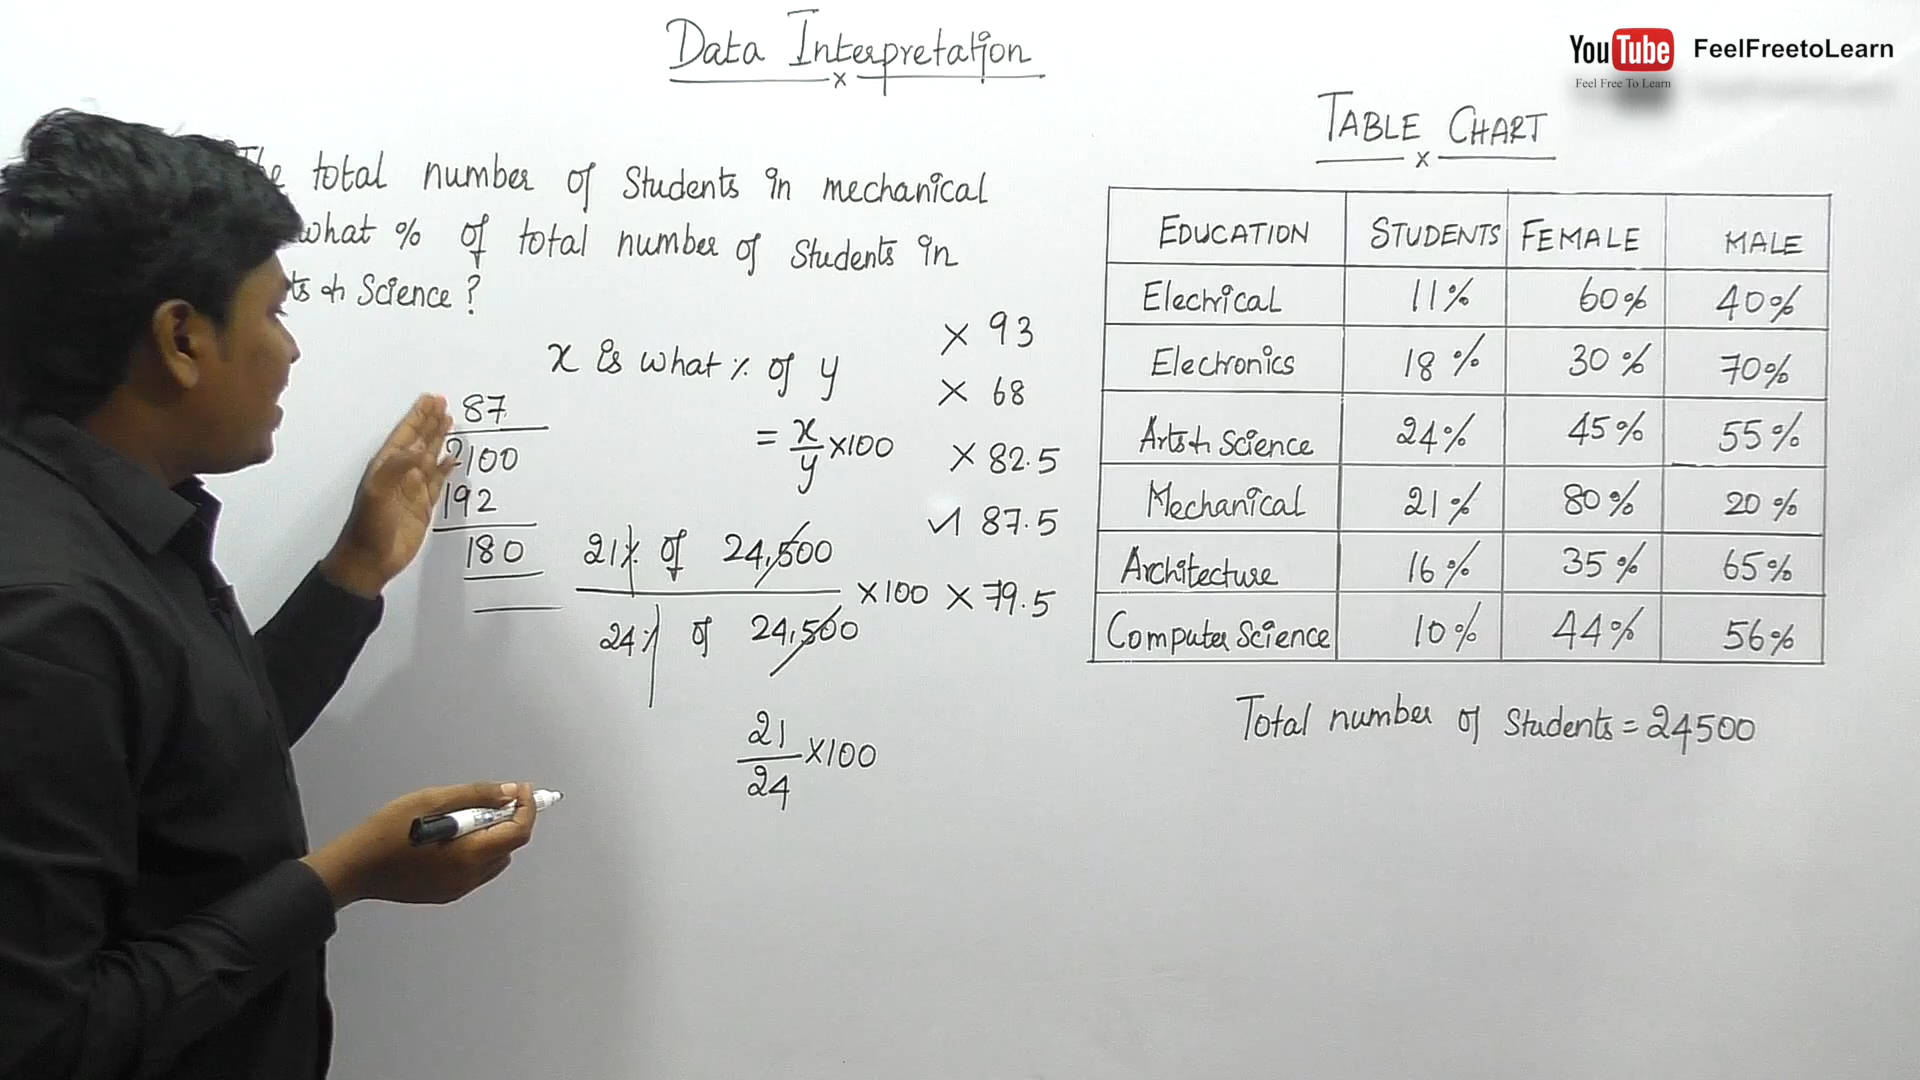 Data Interpretation
YouTube FeelFreetoLearn
Feel Free To Learn
total number of Students in mechanical
what % of total number of Students in
Science?
x is what % of y
= x/y ×100
× 93
× 68
× 82.5
✓ 87.5
× 79.5
87
2100
192
180
21% of 24,500
24% of 24,500
×100
21/24 ×100
TABLE CHART
EDUCATION STUDENTS FEMALE MALE
Electrical 11% 60% 40%
Electronics 18% 30% 70%
Arts & Science 24% 45% 55%
Mechanical 21% 80% 20%
Architecture 16% 35% 65%
Computer Science 10% 44% 56%
Total number of Students = 24500